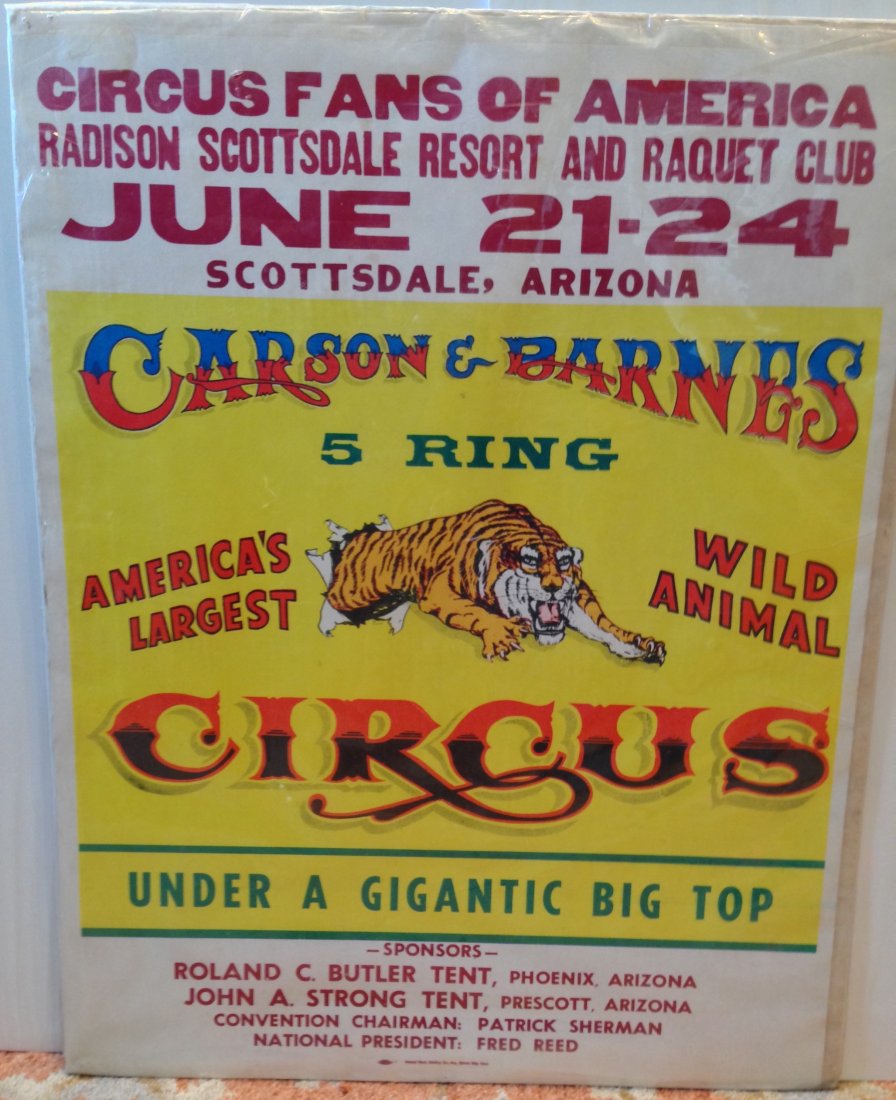 CIRCUS FANS OF AMERICA
RADISON SCOTTSDALE RESORT AND RAQUET CLUB
JUNE 21-24
SCOTTSDALE, ARIZONA
CARSON & BARNES
5 RING
AMERICA'S
LARGEST
WILD
ANIMAL
CIRCUS
UNDER A GIGANTIC BIG TOP
—SPONSORS—
ROLAND C. BUTLER TENT, PHOENIX, ARIZONA
JOHN A. STRONG TENT, PRESCOTT, ARIZONA
CONVENTION CHAIRMAN: PATRICK SHERMAN
NATIONAL PRESIDENT: FRED REED